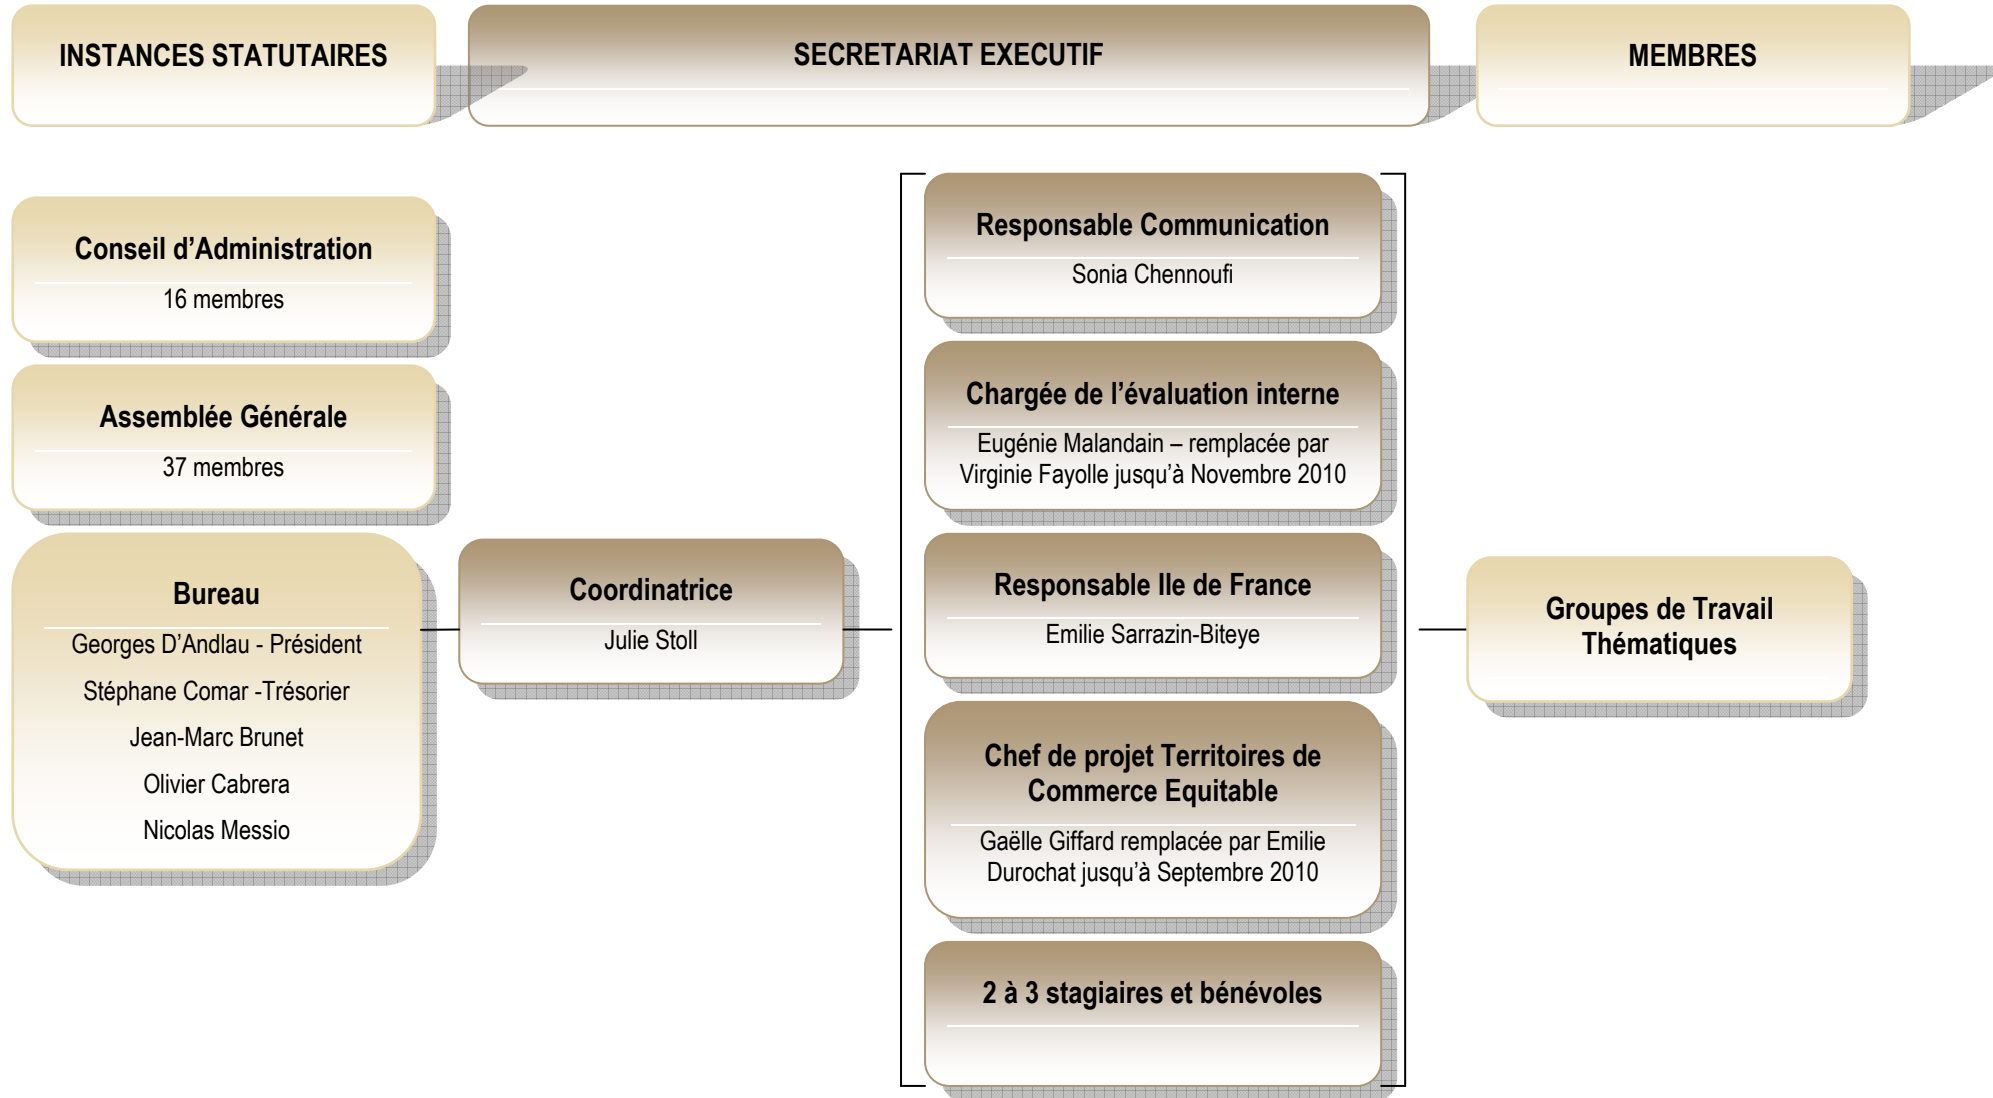 INSTANCES STATUTAIRES
SECRETARIAT EXECUTIF
MEMBRES
Conseil d’Administration
16 membres
Assemblée Générale
37 membres
Bureau
Georges D’Andlau - Président
Stéphane Comar -Trésorier
Jean-Marc Brunet
Olivier Cabrera
Nicolas Messio
Coordinatrice
Julie Stoll
Responsable Communication
Sonia Chennoufi
Chargée de l’évaluation interne
Eugénie Malandain – remplacée par
Virginie Fayolle jusqu’à Novembre 2010
Responsable Ile de France
Emilie Sarrazin-Biteye
Chef de projet Territoires de
Commerce Equitable
Gaëlle Giffard remplacée par Emilie
Durochat jusqu’à Septembre 2010
2 à 3 stagiaires et bénévoles
Groupes de Travail
Thématiques